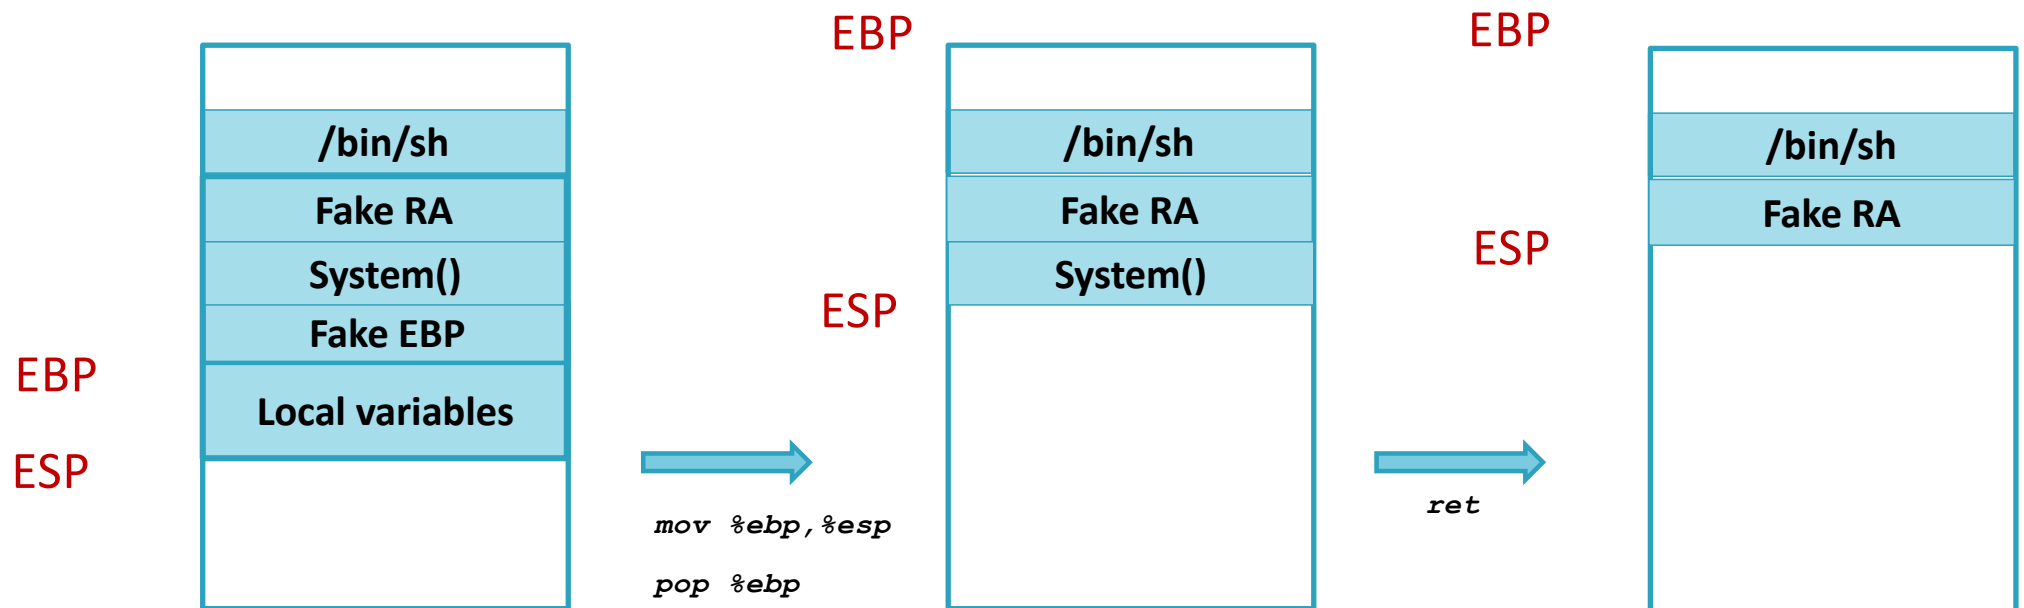 EBP
EBP
/bin/sh
/bin/sh
/bin/sh
Fake RA
Fake RA
Fake RA
ESP
System()
System()
ESP
Fake EBP
EBP
Local variables
ESP
mov %ebp,%esp
pop %ebp
ret